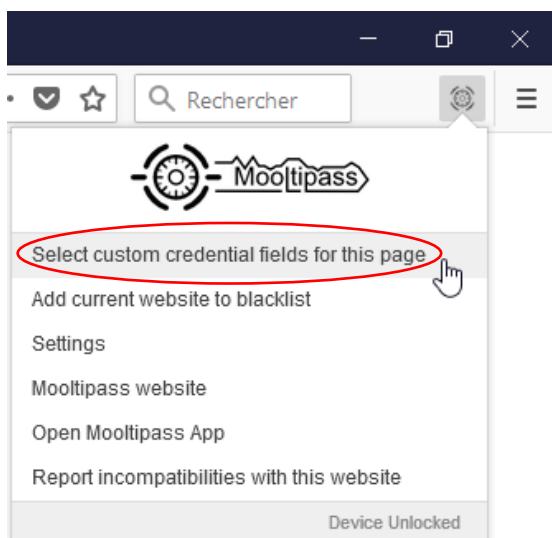 Rechercher
Mooltipass
Select custom credential fields for this page
Add current website to blacklist
Settings
Mooltipass website
Open Mooltipass App
Report incompatibilities with this website
Device Unlocked